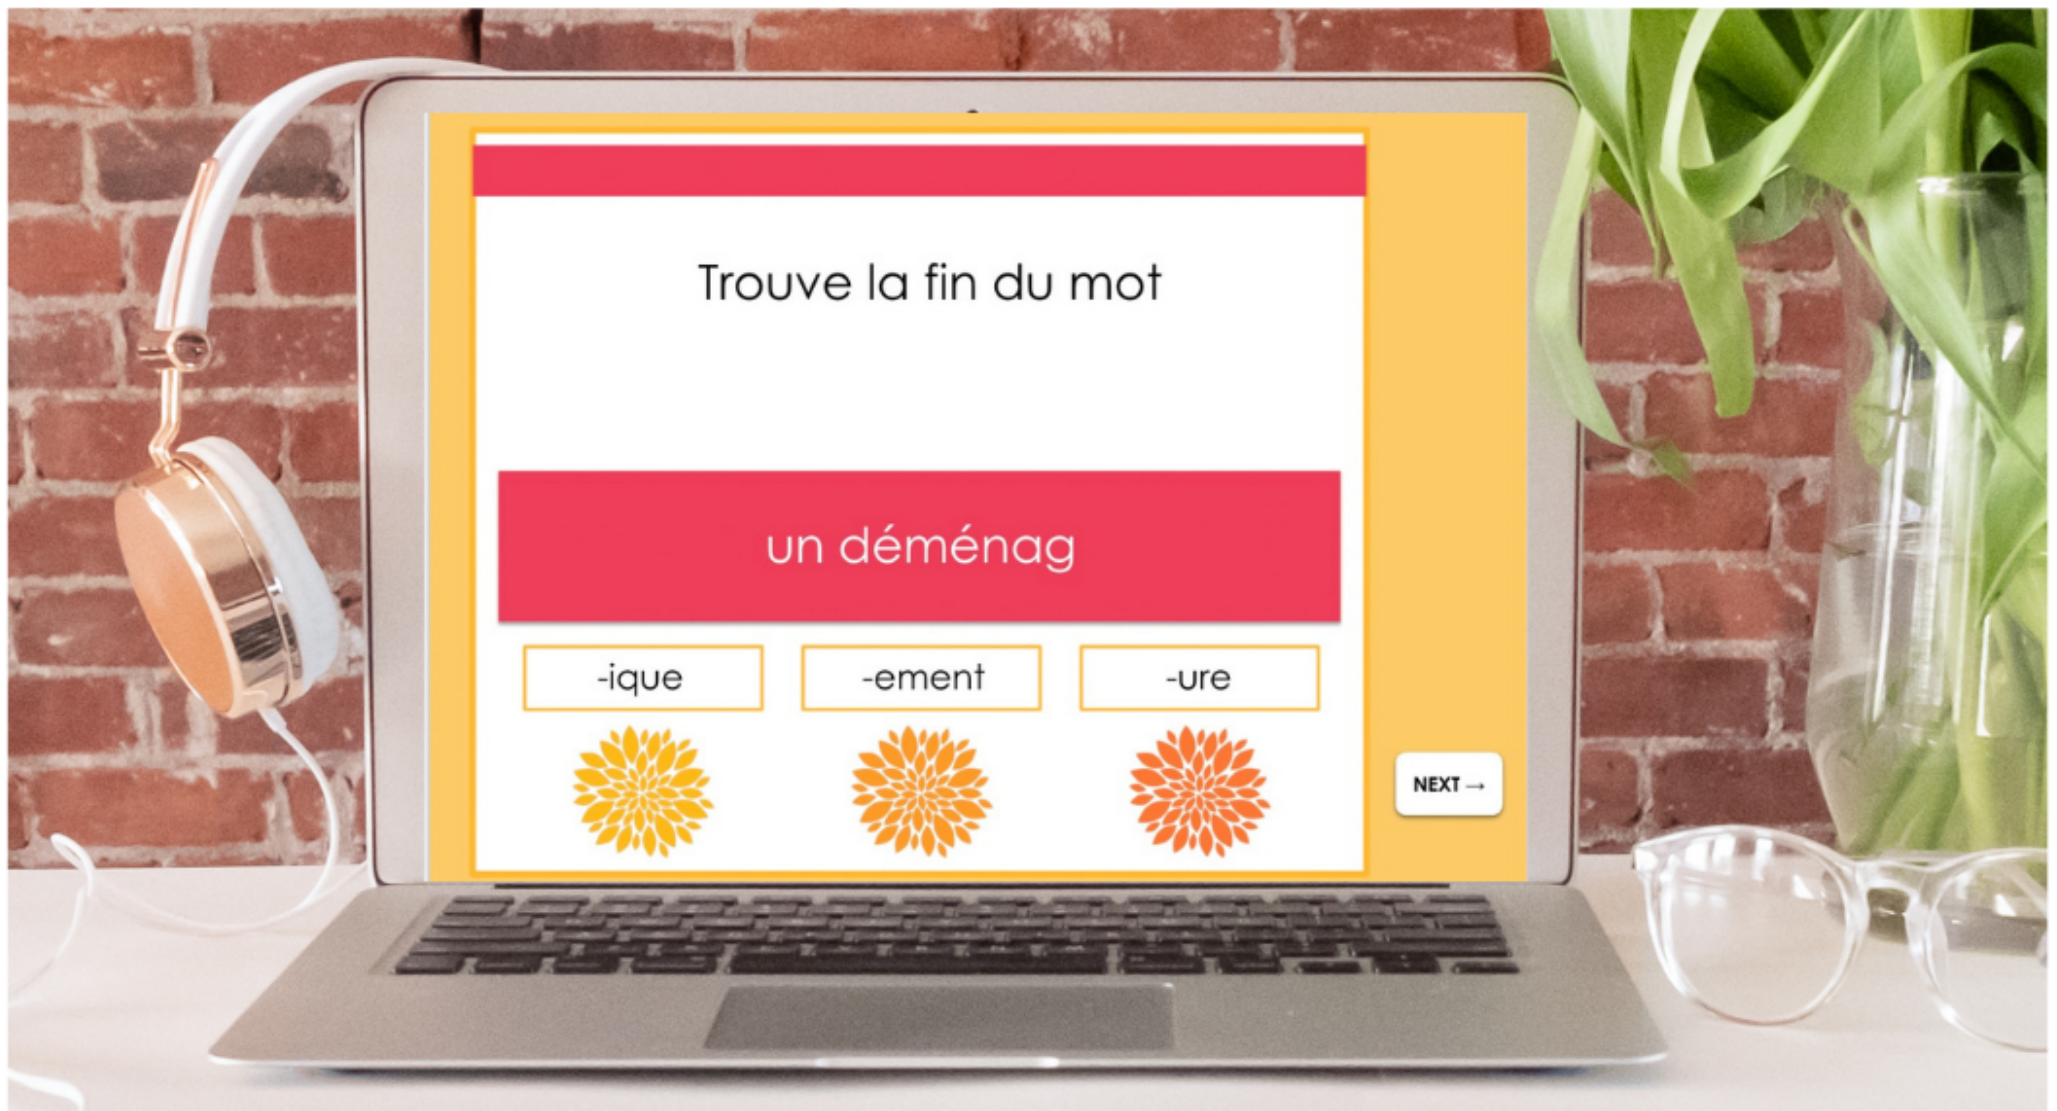 Trouve la fin du mot
un déménag
-ique
-ement
-ure
NEXT →